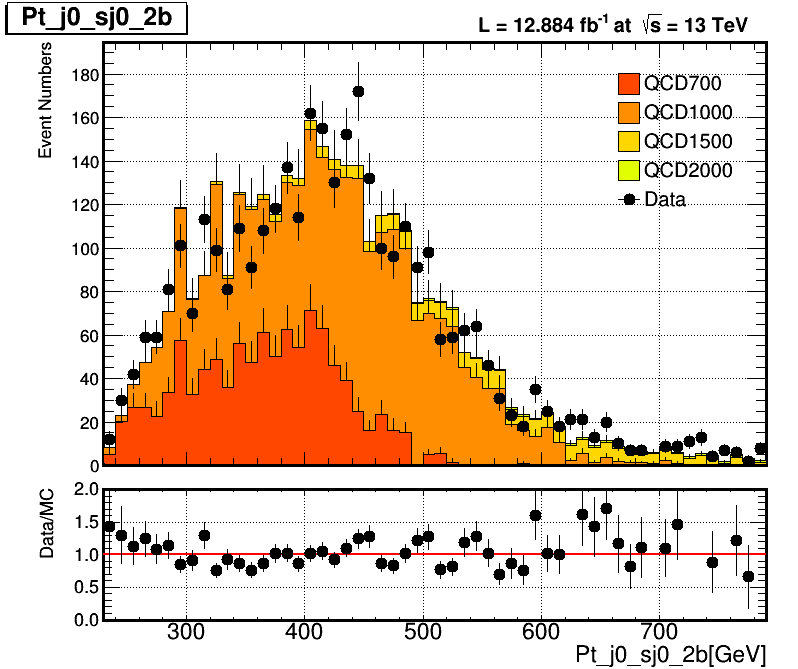 Pt_j0_sj0_2b
L = 12.884 fb⁻¹ at √s = 13 TeV
Event Numbers
180
160
140
120
100
80
60
40
20
0
QCD700
QCD1000
QCD1500
QCD2000
Data
Data/MC
2.0
1.5
1.0
0.5
0.0
300 400 500 600 700
Pt_j0_sj0_2b[GeV]